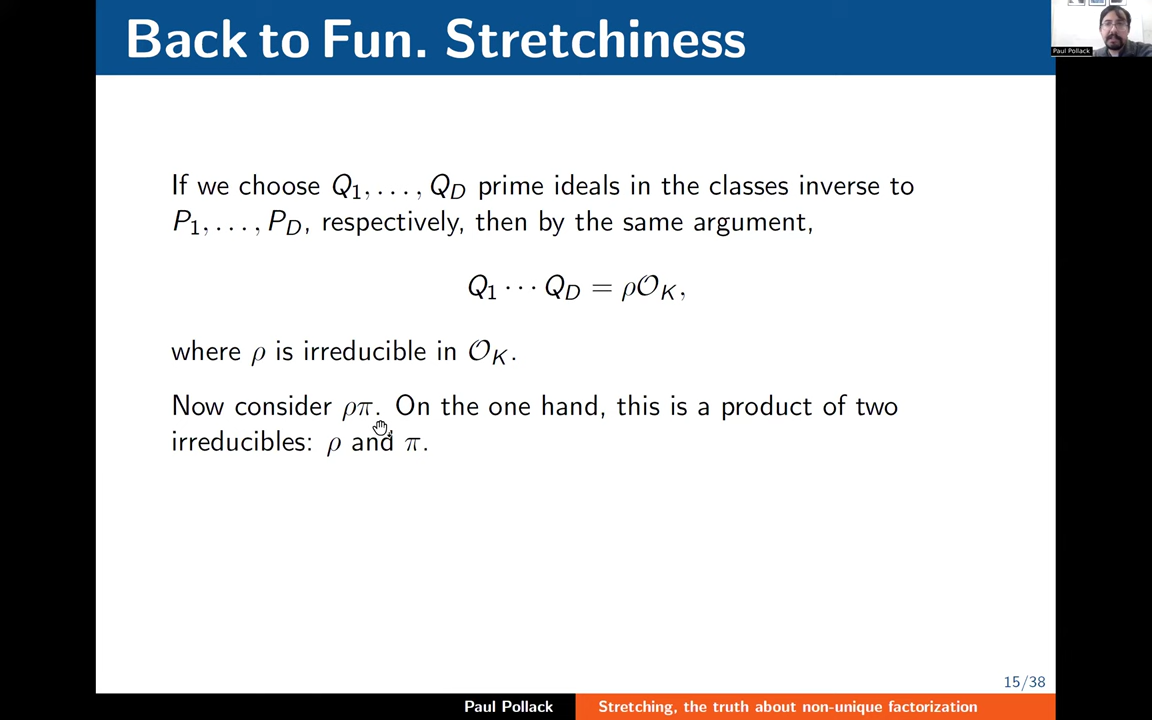 Back to Fun. Stretchiness
Paul Pollack
If we choose Q₁, . . . , Q_D prime ideals in the classes inverse to
P₁, . . . , P_D, respectively, then by the same argument,
Q₁ · · · Q_D = ρ𝒪_K,
where ρ is irreducible in 𝒪_K.
Now consider ρπ. On the one hand, this is a product of two
irreducibles: ρ and π.
15/38
Paul Pollack
Stretching, the truth about non-unique factorization